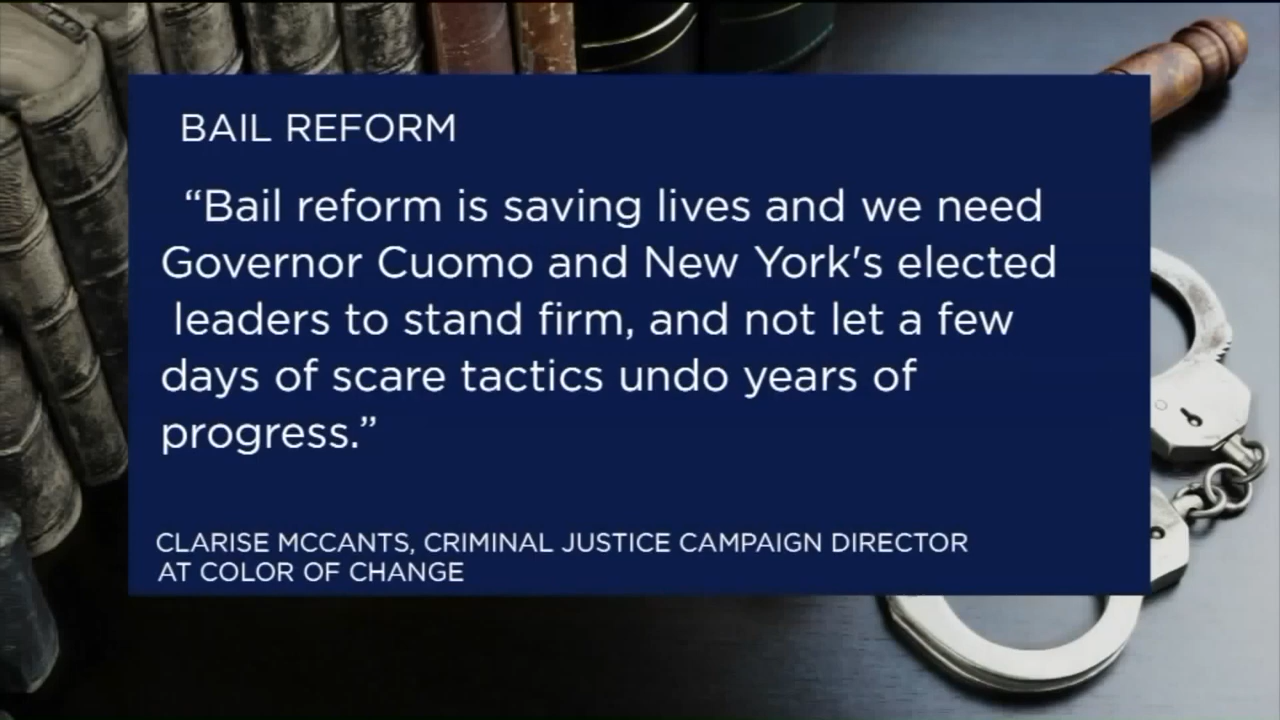 BAIL REFORM
“Bail reform is saving lives and we need
Governor Cuomo and New York's elected
leaders to stand firm, and not let a few
days of scare tactics undo years of
progress.”
CLARISE MCCANTS, CRIMINAL JUSTICE CAMPAIGN DIRECTOR
AT COLOR OF CHANGE